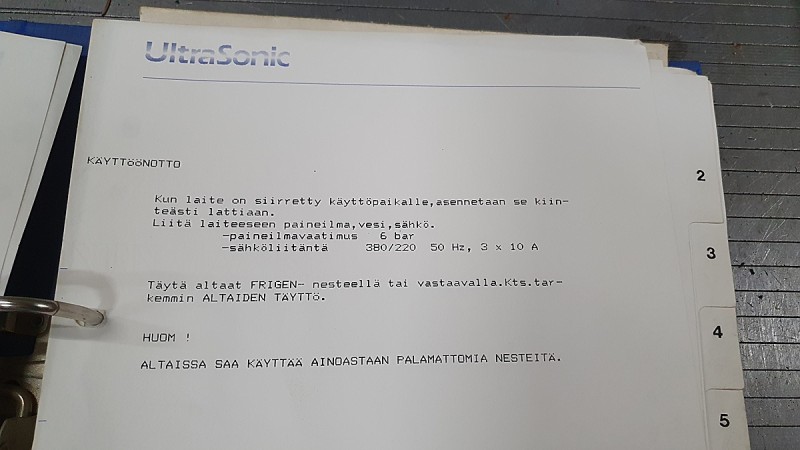 UltraSonic
KÄYTTÖÖNOTTO
Kun laite on siirretty käyttöpaikalle,asennetaan se kiin-
teästi lattiaan.
Liitä laiteeseen paineilma,vesi,sähkö.
-paineilmavaatimus 6 bar
-sähköliitäntä 380/220 50 Hz, 3 x 10 A
Täytä altaat FRIGEN- nesteellä tai vastaavalla.Kts.tar-
kemmin ALTAIDEN TÄYTTÖ.
HUOM !
ALTAISSA SAA KÄYTTÄÄ AINOASTAAN PALAMATTOMIA NESTEITÄ.
2
3
4
5